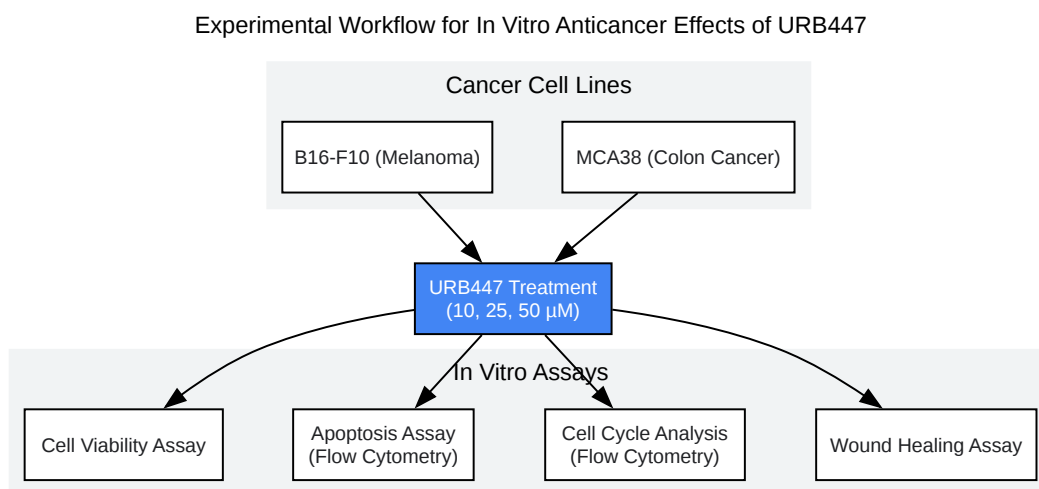 Experimental Workflow for In Vitro Anticancer Effects of URB447
Cancer Cell Lines
B16-F10 (Melanoma)
MCA38 (Colon Cancer)
URB447 Treatment
(10, 25, 50 µM)
In Vitro Assays
Cell Viability Assay
Apoptosis Assay
(Flow Cytometry)
Cell Cycle Analysis
(Flow Cytometry)
Wound Healing Assay